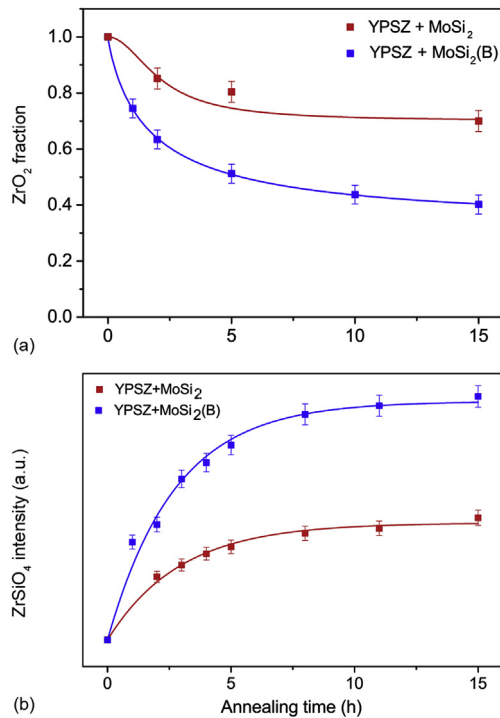 (a)
ZrO₂ fraction
1.0
0.8
0.6
0.4
0.2
0.0
YPSZ + MoSi₂
YPSZ + MoSi₂(B)
0 5 10 15
(b)
ZrSiO₄ intensity (a.u.)
YPSZ+MoSi₂
YPSZ+MoSi₂(B)
0 5 10 15
Annealing time (h)